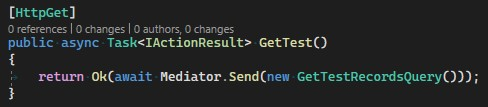 [HttpGet]
0 references | 0 changes | 0 authors, 0 changes
public async Task<IActionResult> GetTest()
{
return Ok(await Mediator.Send(new GetTestRecordsQuery()));
}